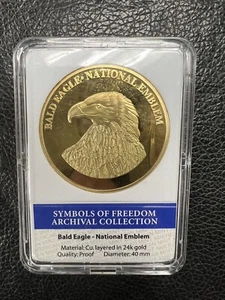 BALD EAGLE • NATIONAL EMBLEM
SYMBOLS OF FREEDOM
ARCHIVAL COLLECTION
Bald Eagle - National Emblem
Material: Cu. layered in 24k gold
Quality: Proof Diameter: 40 mm